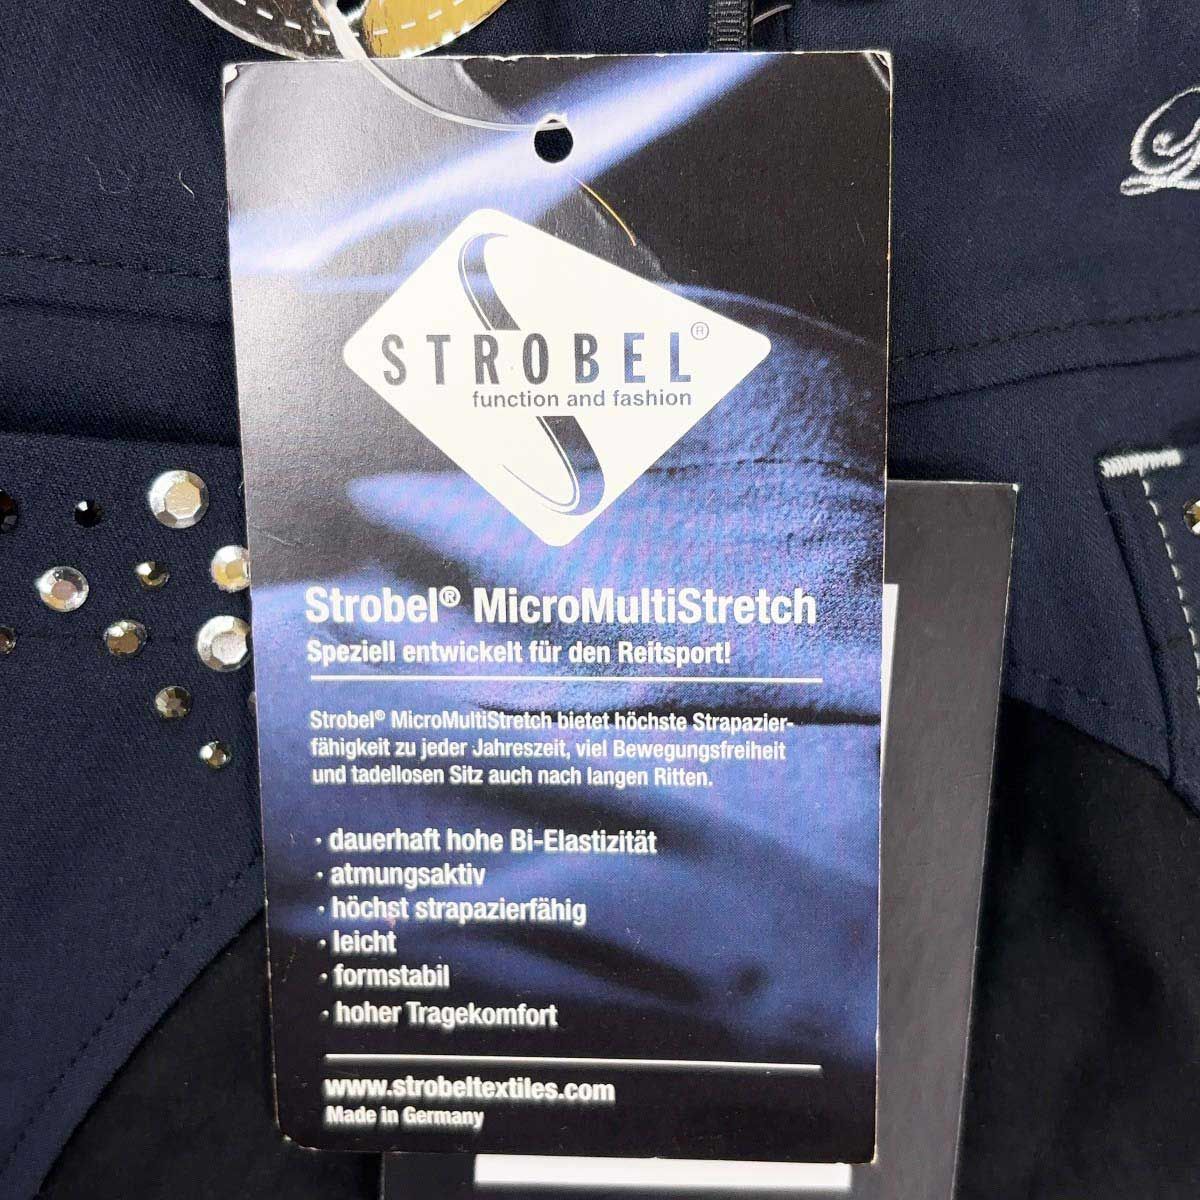 STROBEL®
function and fashion
Strobel® MicroMultiStretch
Speziell entwickelt für den Reitsport!
Strobel® MicroMultiStretch bietet höchste Strapazier-
fähigkeit zu jeder Jahreszeit, viel Bewegungsfreiheit
und tadellosen Sitz auch nach langen Ritten.
· dauerhaft hohe Bi-Elastizität
· atmungsaktiv
· höchst strapazierfähig
· leicht
· formstabil
· hoher Tragekomfort
www.strobeltextiles.com
Made in Germany